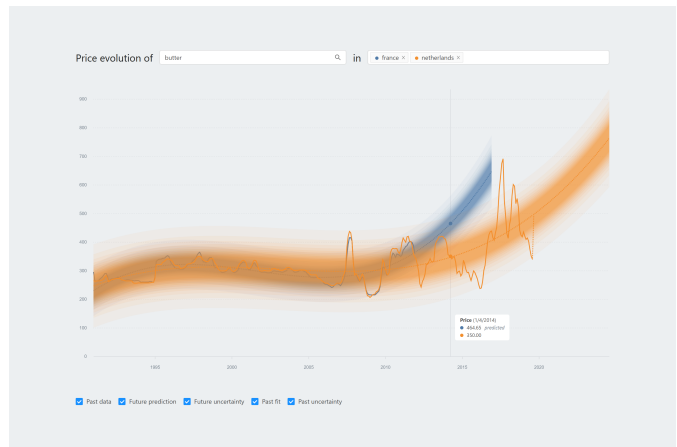 Price evolution of butter in france × netherlands ×
900
800
700
600
500
400
300
200
100
0
1995 2000 2005 2010 2015 2020
Price (1/4/2014)
464.65 predicted
350.00
Past data Future prediction Future uncertainty Past fit Past uncertainty